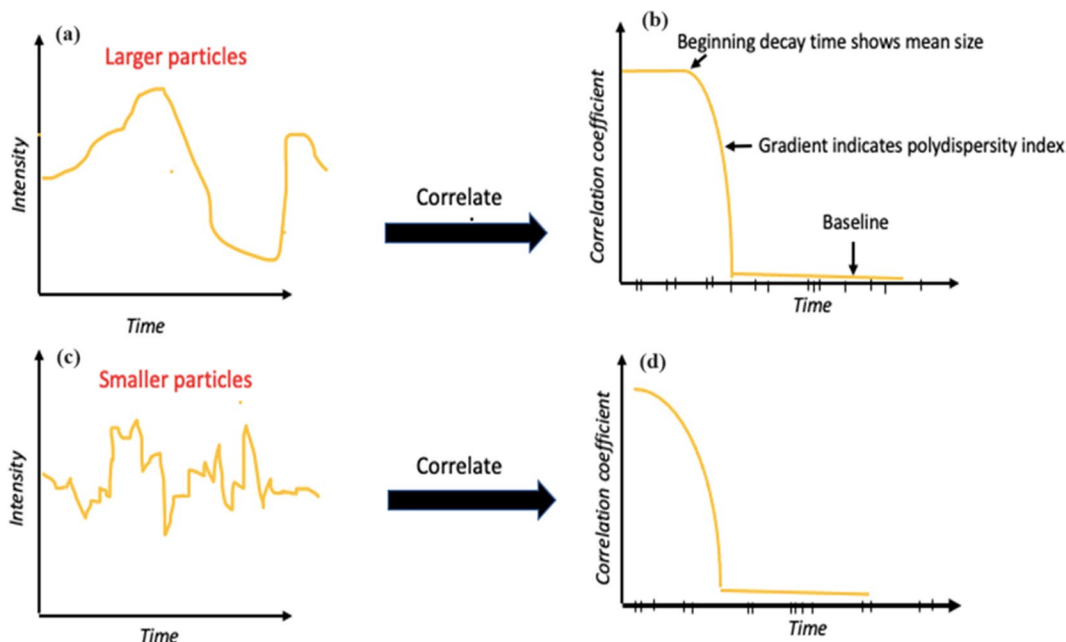 (a)
Larger particles
Intensity
Time
Correlate
(b)
Beginning decay time shows mean size
Correlation coefficient
Gradient indicates polydispersity index
Baseline
Time
(c)
Smaller particles
Intensity
Time
Correlate
(d)
Correlation coefficient
Time